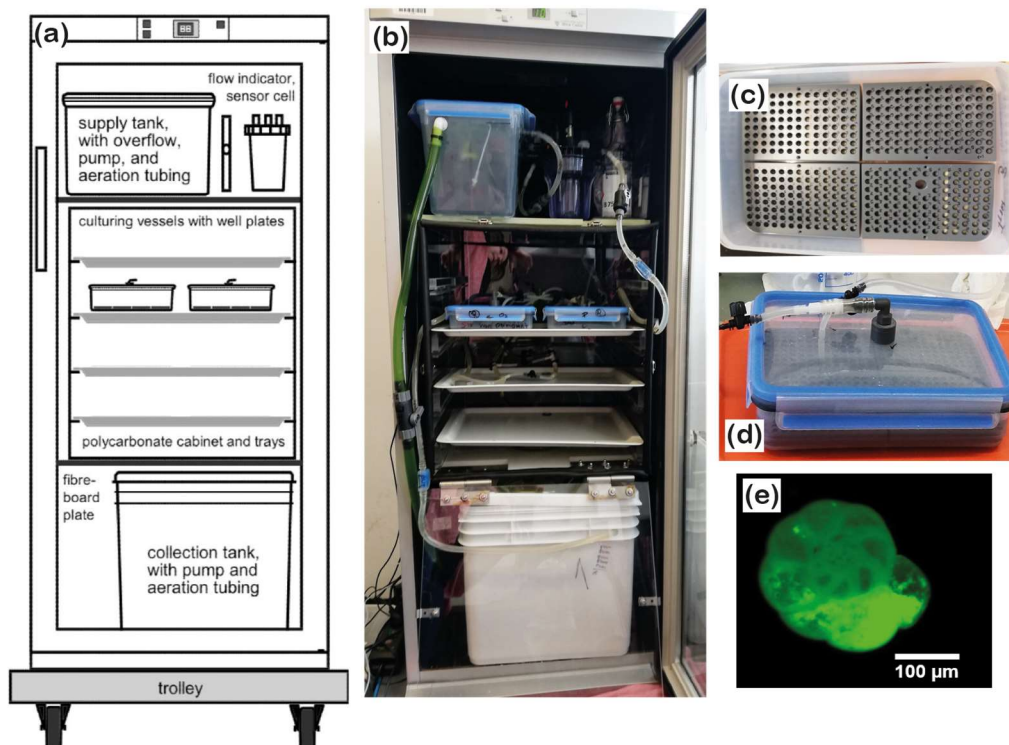 (a)
88
flow indicator,
sensor cell
supply tank,
with overflow,
pump, and
aeration tubing
culturing vessels with well plates
polycarbonate cabinet and trays
fibre-
board
plate
collection tank,
with pump and
aeration tubing
trolley
(b)
(c)
(d)
(e)
100 µm